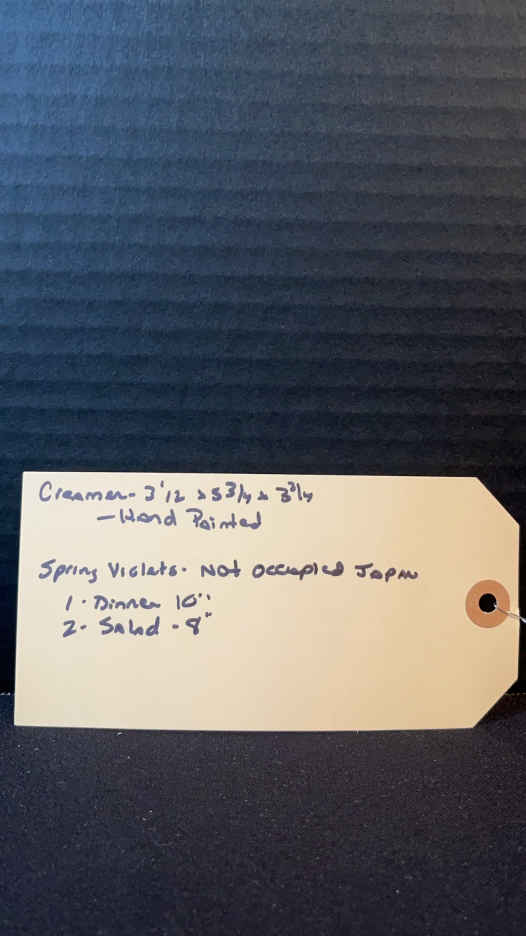 Creamer - 3 1/2 x 5 3/4 x 3 3/4
- Hand Painted
Spring Violets - Not occupied Japan
1 - Dinner 10"
2 - Salad - 8"